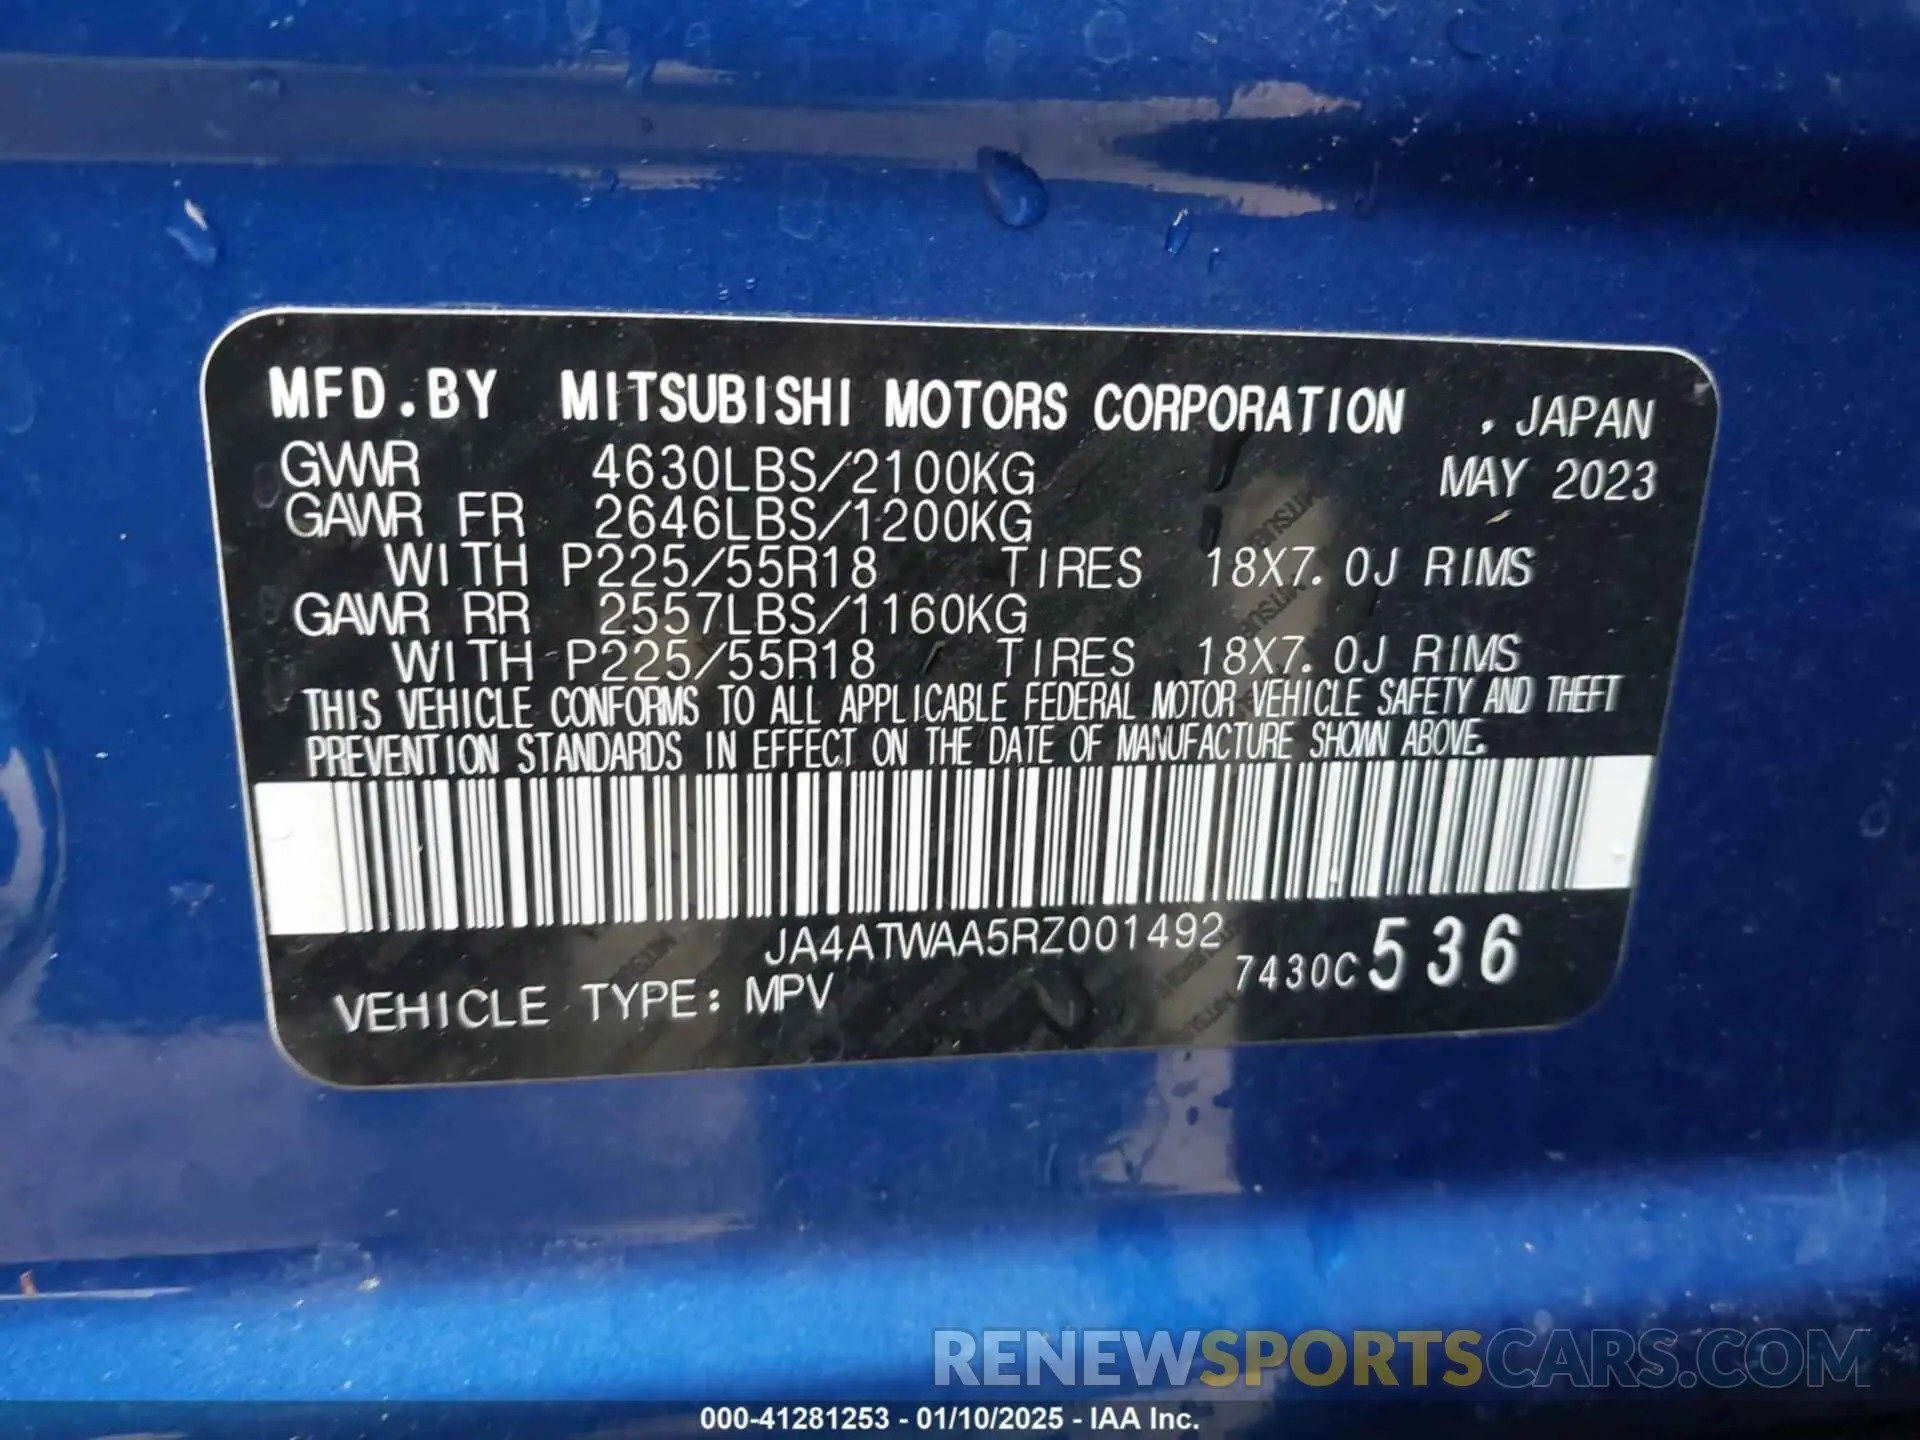 MFD.BY MITSUBISHI MOTORS CORPORATION , JAPAN
GVWR 4630LBS/2100KG MAY 2023
GAWR FR 2646LBS/1200KG
WITH P225/55R18 TIRES 18X7.0J RIMS
GAWR RR 2557LBS/1160KG
WITH P225/55R18 TIRES 18X7.0J RIMS
THIS VEHICLE CONFORMS TO ALL APPLICABLE FEDERAL MOTOR VEHICLE SAFETY AND THEFT
PREVENTION STANDARDS IN EFFECT ON THE DATE OF MANUFACTURE SHOWN ABOVE.
JA4ATWAA5RZ001492
7430C 536
VEHICLE TYPE: MPV
RENEWSPORTSCARS.COM
000-41281253 - 01/10/2025 - IAA Inc.